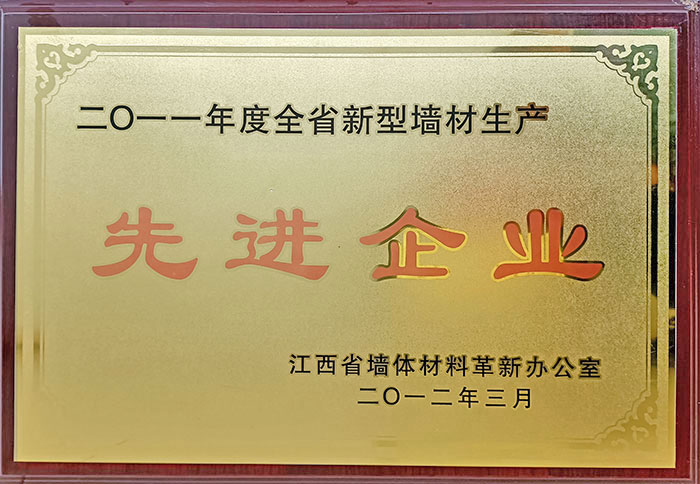 二〇一一年度全省新型墙材生产
先进企业
江西省墙体材料革新办公室
二〇一二年三月